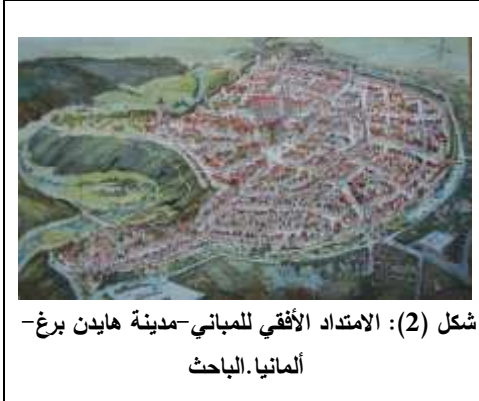 شكل (2): الامتداد الأفقي للمباني-مدينة هايدن برغ-
ألمانيا.الباحث